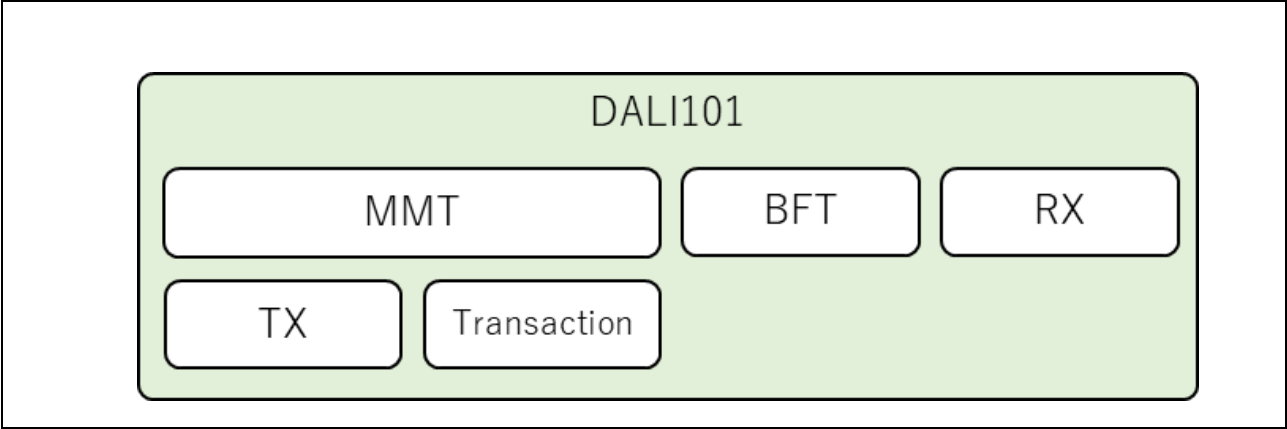 DALI101
MMT
BFT
RX
TX
Transaction